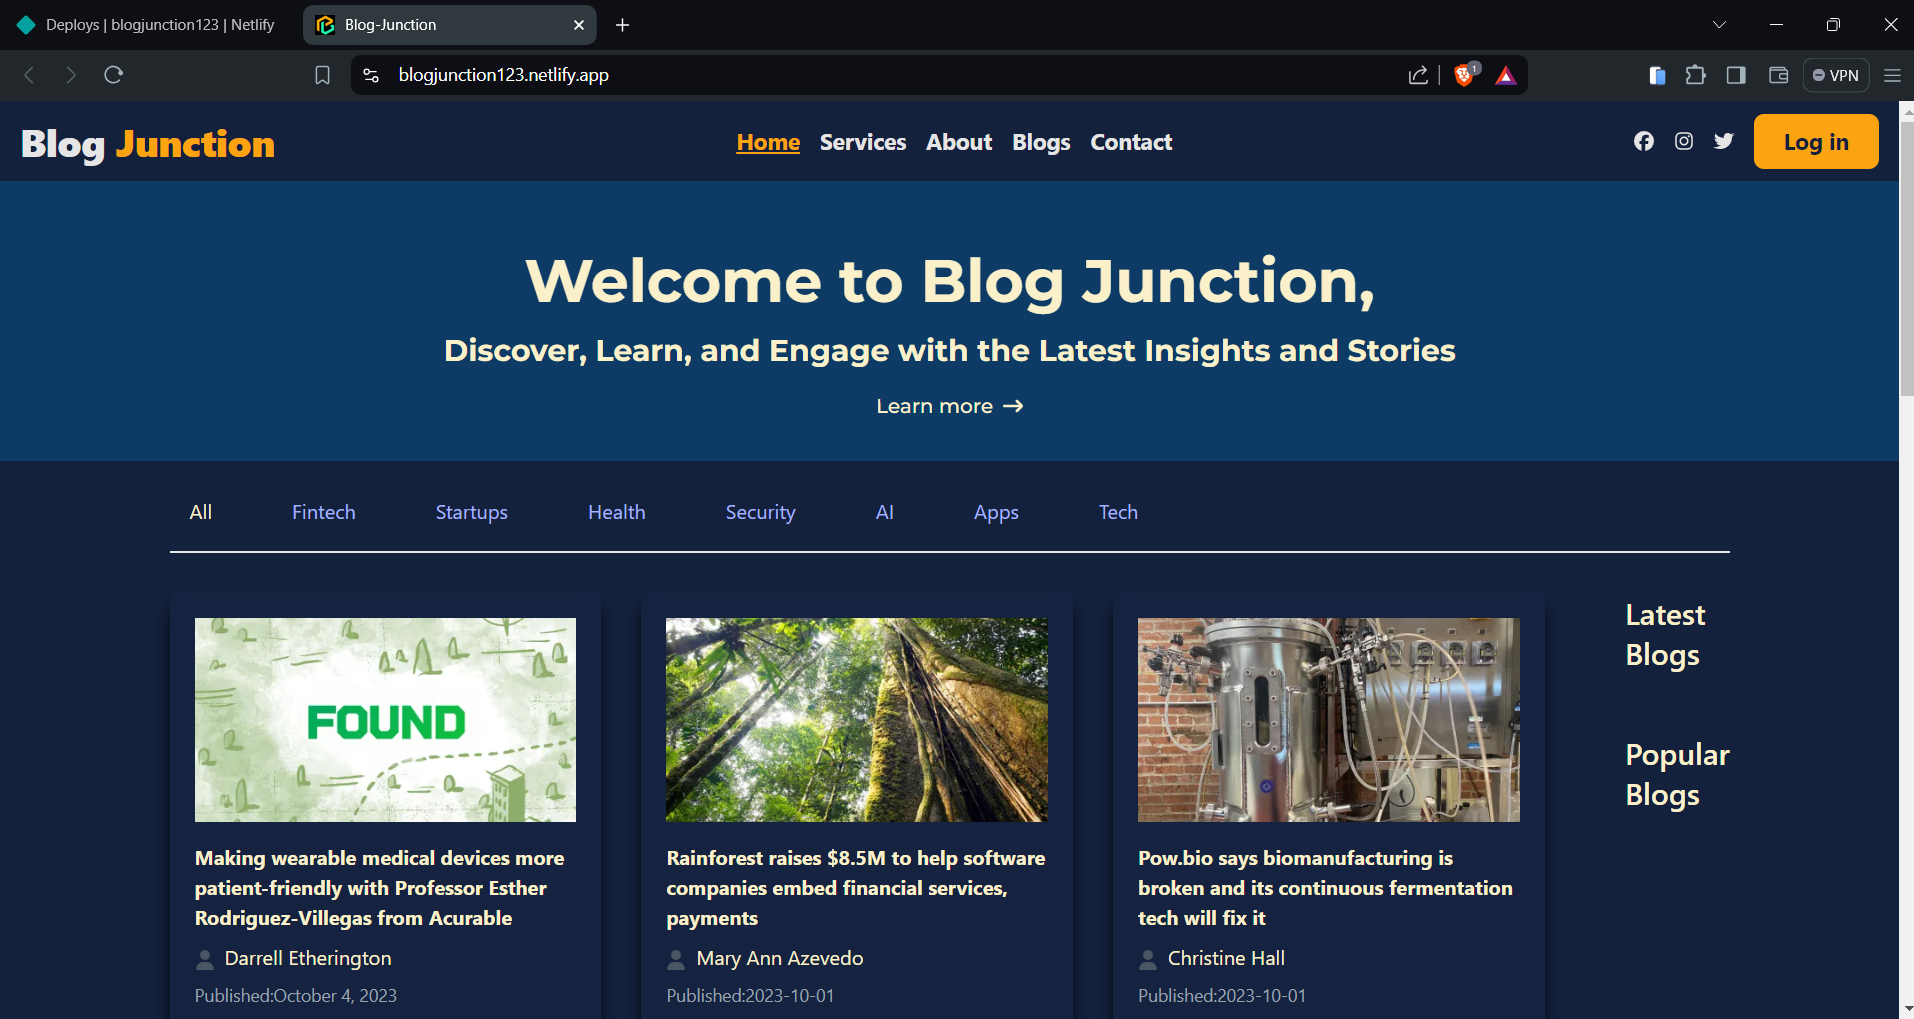 Deploys | blogjunction123 | Netlify
Blog-Junction
blogjunction123.netlify.app
1
VPN
Blog Junction
Home Services About Blogs Contact
Log in
Welcome to Blog Junction,
Discover, Learn, and Engage with the Latest Insights and Stories
Learn more →
All Fintech Startups Health Security AI Apps Tech
FOUND
Making wearable medical devices more
patient-friendly with Professor Esther
Rodriguez-Villegas from Acurable
Darrell Etherington
Published:October 4, 2023
Rainforest raises $8.5M to help software
companies embed financial services,
payments
Mary Ann Azevedo
Published:2023-10-01
Pow.bio says biomanufacturing is
broken and its continuous fermentation
tech will fix it
Christine Hall
Published:2023-10-01
Latest
Blogs
Popular
Blogs